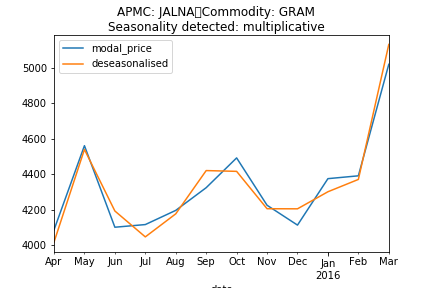 APMC: JALNA▯Commodity: GRAM
Seasonality detected: multiplicative
modal_price
deseasonalised
5000
4800
4600
4400
4200
4000
Apr May Jun Jul Aug Sep Oct Nov Dec Jan Feb Mar
2016